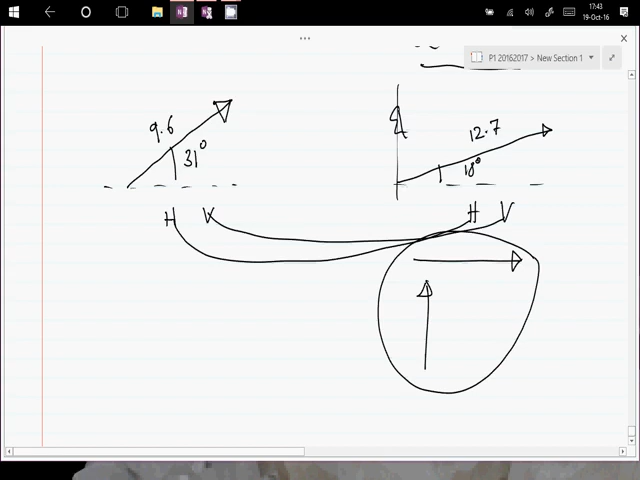 17:43
19-Oct-16
P1 20162017 > New Section 1
9.6
31°
12.7
18°
H V
H V